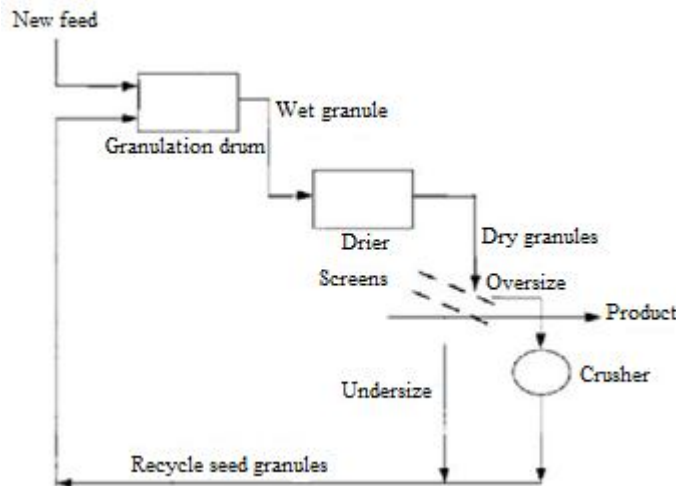 New feed
Wet granule
Granulation drum
Drier
Dry granules
Screens
Oversize
Product
Crusher
Undersize
Recycle seed granules